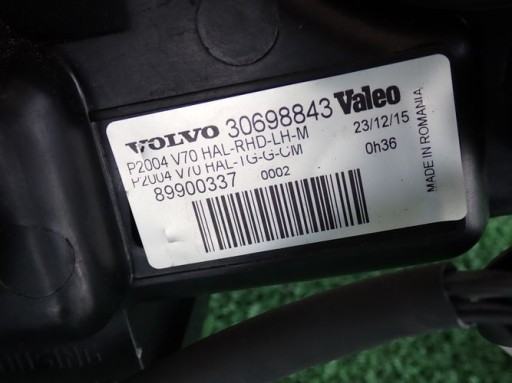 VOLVO 30698843 Valeo
P2004 V70 HAL-RHD-LH-M 23/12/15
P2004 V70 HAL-TG-G-CM 0h36
89900337 0002
MADE IN ROMANIA